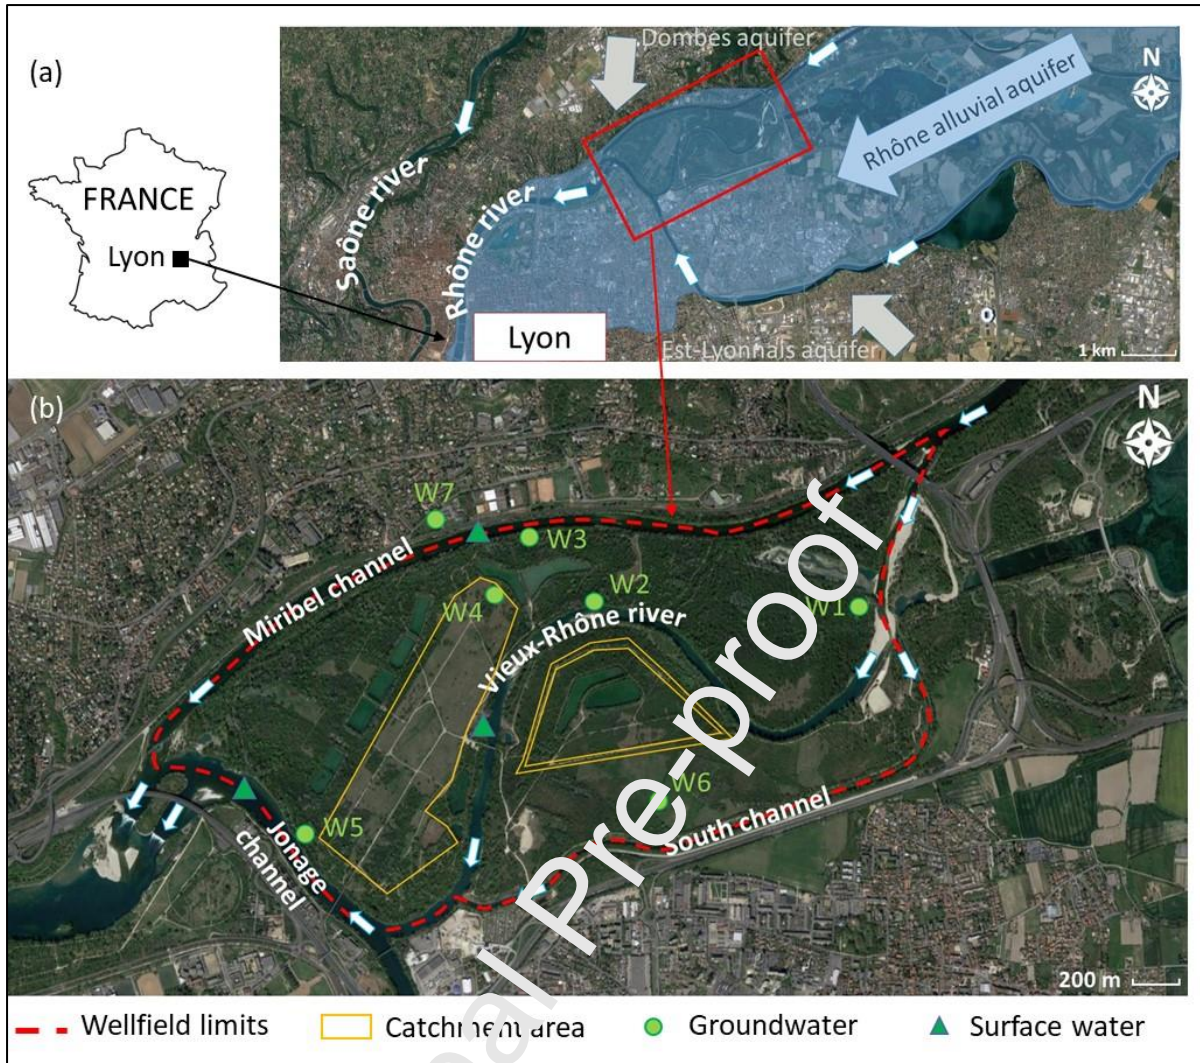 (a)
FRANCE
Lyon
Dombes aquifer
N
Rhône alluvial aquifer
Saône river
Rhône river
Lyon
Est-Lyonnais aquifer
1 km
(b)
N
W7
W3
Miribel channel
W4
W2
W1
Vieux-Rhône river
W6
South channel
W5
Jonage
channel
200 m
Pre-proof
Wellfield limits
Catchment area
Groundwater
Surface water